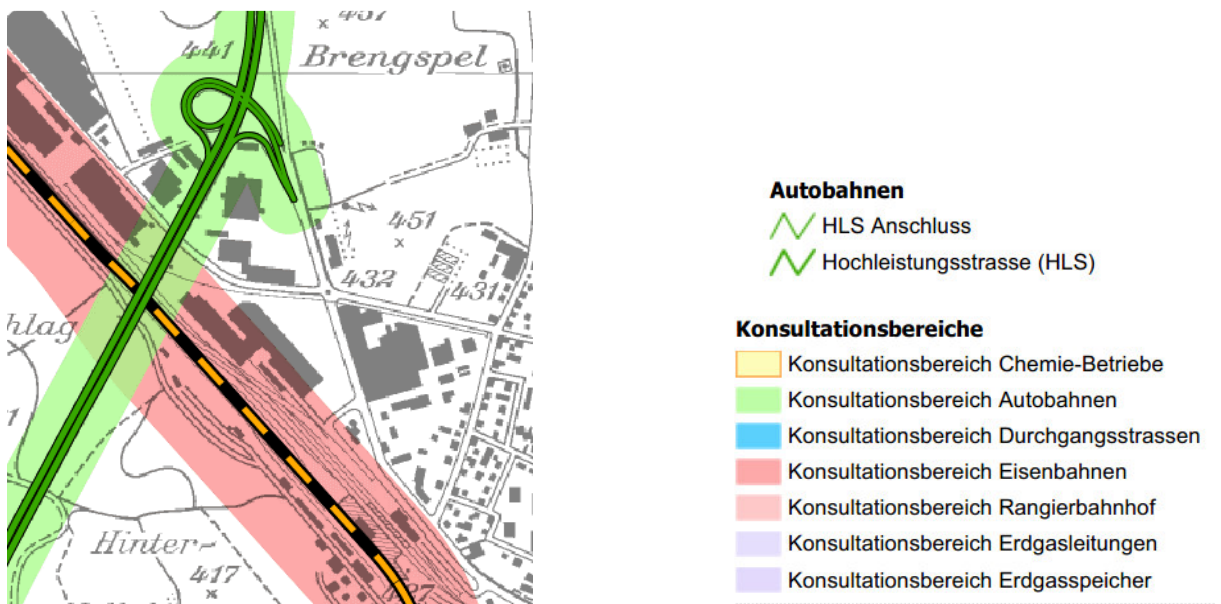 441
Brengspel
451
432
431
hlag
Hinter-
417
Autobahnen
HLS Anschluss
Hochleistungsstrasse (HLS)
Konsultationsbereiche
Konsultationsbereich Chemie-Betriebe
Konsultationsbereich Autobahnen
Konsultationsbereich Durchgangsstrassen
Konsultationsbereich Eisenbahnen
Konsultationsbereich Rangierbahnhof
Konsultationsbereich Erdgasleitungen
Konsultationsbereich Erdgasspeicher